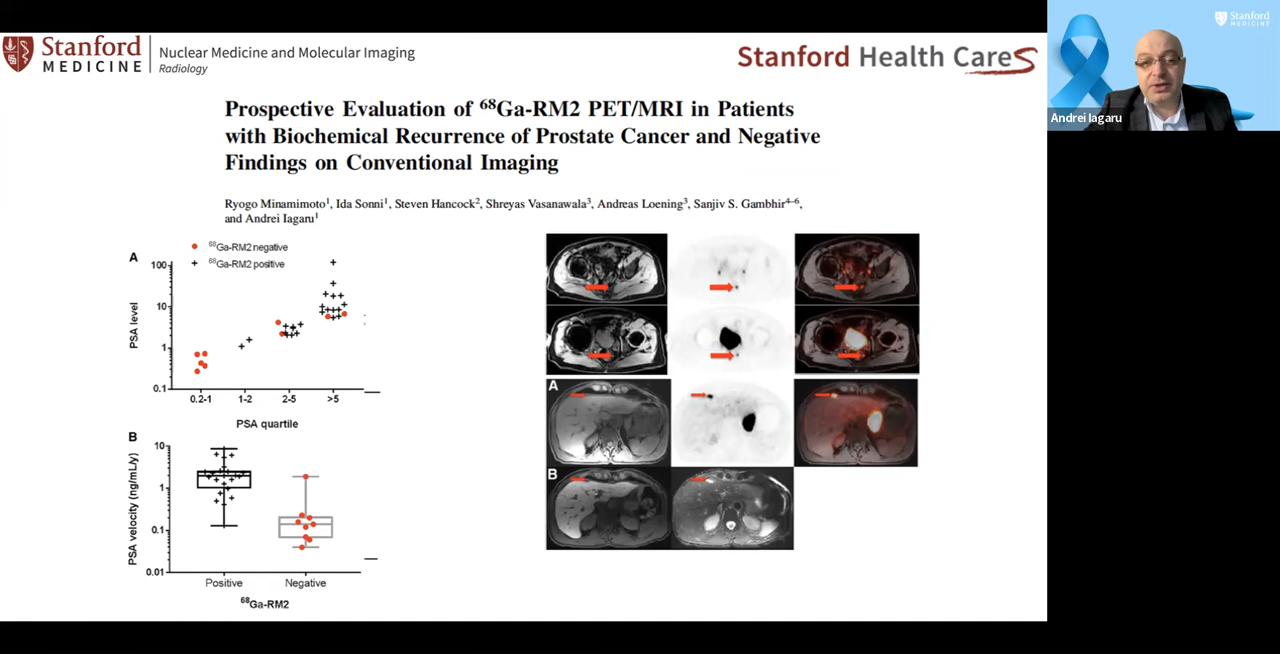 Stanford
MEDICINE
Nuclear Medicine and Molecular Imaging
Radiology
Stanford Health Care
Prospective Evaluation of ⁶⁸Ga-RM2 PET/MRI in Patients
with Biochemical Recurrence of Prostate Cancer and Negative
Findings on Conventional Imaging
Ryogo Minamimoto¹, Ida Sonni¹, Steven Hancock², Shreyas Vasanawala³, Andreas Loening³, Sanjiv S. Gambhir⁴⁻⁶,
and Andrei Iagaru¹
A
⁶⁸Ga-RM2 negative
⁶⁸Ga-RM2 positive
PSA level
100
10
1
0.1
0.2-1
1-2
2-5
>5
PSA quartile
B
PSA velocity (ng/mL/y)
10
1
0.1
0.01
Positive
Negative
⁶⁸Ga-RM2
A
B
Stanford
MEDICINE
Andrei Iagaru